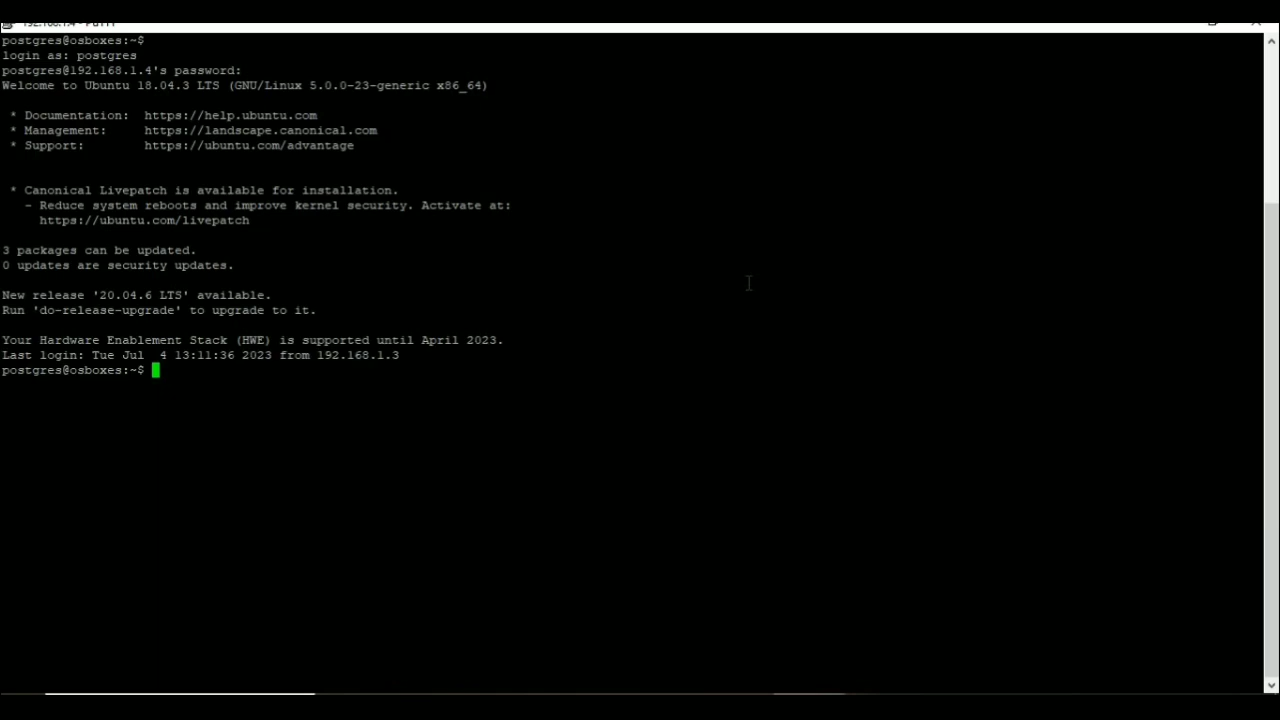 192.168.1.4 - PuTTY
postgres@osboxes:~$
login as: postgres
postgres@192.168.1.4's password:
Welcome to Ubuntu 18.04.3 LTS (GNU/Linux 5.0.0-23-generic x86_64)
* Documentation:  https://help.ubuntu.com
* Management:     https://landscape.canonical.com
* Support:        https://ubuntu.com/advantage
* Canonical Livepatch is available for installation.
- Reduce system reboots and improve kernel security. Activate at:
https://ubuntu.com/livepatch
3 packages can be updated.
0 updates are security updates.
New release '20.04.6 LTS' available.
Run 'do-release-upgrade' to upgrade to it.
Your Hardware Enablement Stack (HWE) is supported until April 2023.
Last login: Tue Jul  4 13:11:36 2023 from 192.168.1.3
postgres@osboxes:~$